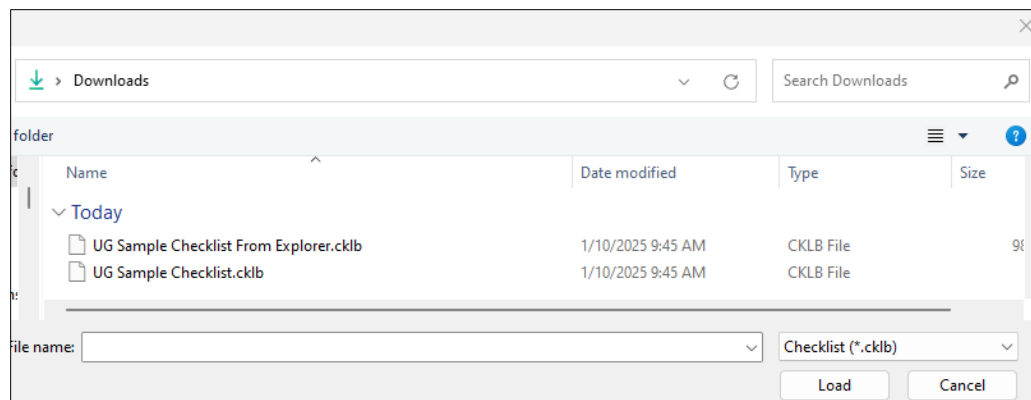 Downloads
Search Downloads
folder
Name Date modified Type Size
Today
UG Sample Checklist From Explorer.cklb 1/10/2025 9:45 AM CKLB File 98
UG Sample Checklist.cklb 1/10/2025 9:45 AM CKLB File
File name: Checklist (*.cklb)
Load Cancel